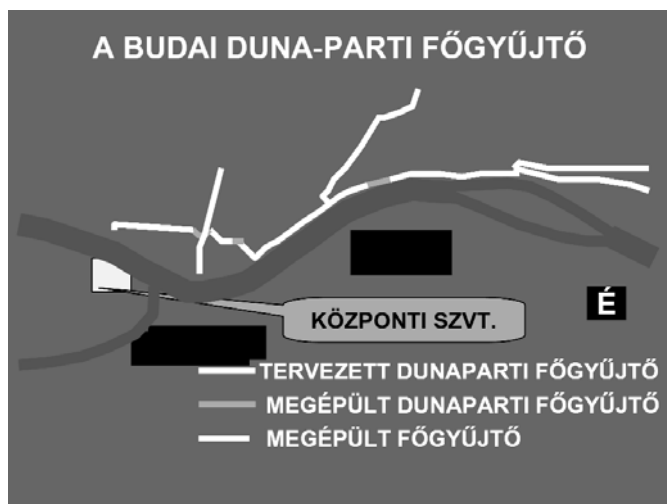 A BUDAI DUNA-PARTI FŐGYŰJTŐ
É
KÖZPONTI SZVT.
TERVEZETT DUNAPARTI FŐGYŰJTŐ
MEGÉPÜLT DUNAPARTI FŐGYŰJTŐ
MEGÉPÜLT FŐGYŰJTŐ